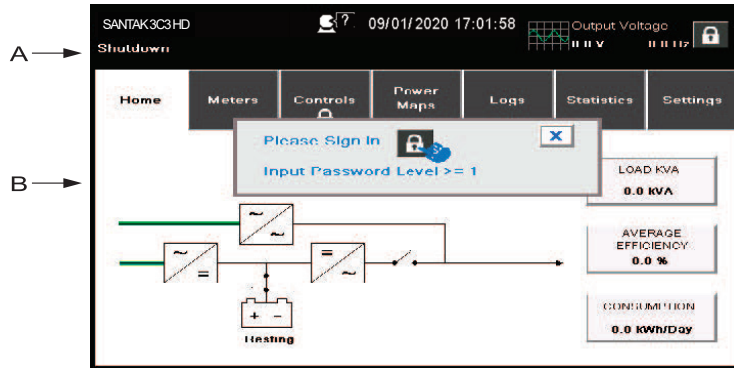 SANTAK3C3HD
? 09/01/2020 17:01:58
Output Voltage
Shutdown
A
Home Meters Controls Power Maps Logs Statistics Settings
Please Sign In
Input Password Level >= 1
B
LOAD KVA
0.0 KVA
AVERAGE
EFFICIENCY
0.0 %
CONSUMPTION
0.0 kWh/Day
Resting